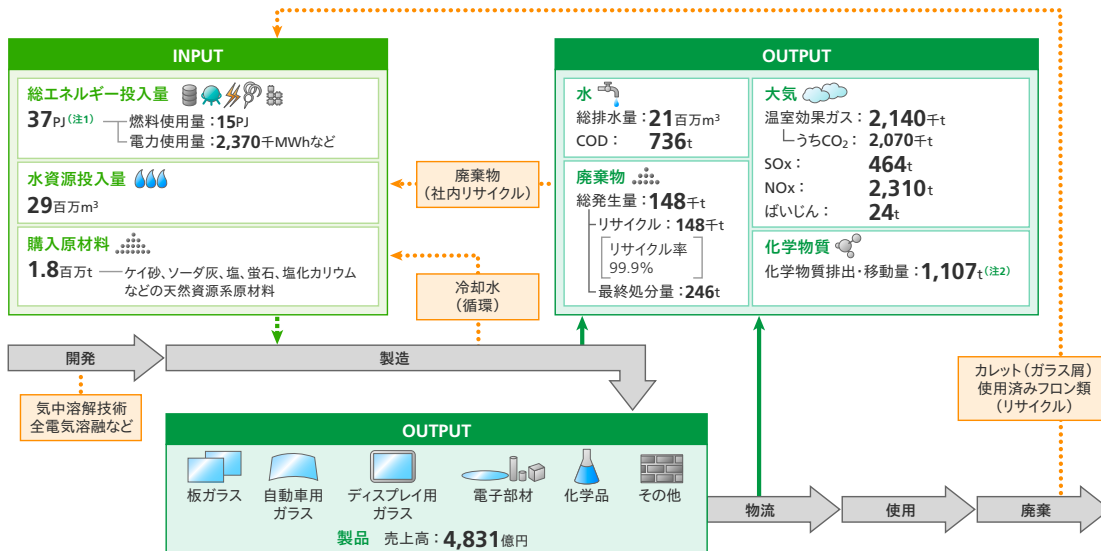 INPUT
総エネルギー投入量
37PJ(注1)
燃料使用量：15PJ
電力使用量：2,370千MWhなど
水資源投入量
29百万m³
購入原材料
1.8百万t
ケイ砂、ソーダ灰、塩、蛍石、塩化カリウム
などの天然資源系原材料
廃棄物
（社内リサイクル）
冷却水
（循環）
OUTPUT
水
総排水量：21百万m³
COD：736t
廃棄物
総発生量：148千t
リサイクル：148千t
リサイクル率
99.9%
最終処分量：246t
大気
温室効果ガス：2,140千t
うちCO₂：2,070千t
SOx：464t
NOx：2,310t
ばいじん：24t
化学物質
化学物質排出・移動量：1,107t(注2)
開発
製造
気中溶解技術
全電気溶融など
カレット（ガラス屑）
使用済みフロン類
（リサイクル）
OUTPUT
板ガラス
自動車用
ガラス
ディスプレイ用
ガラス
電子部材
化学品
その他
製品 売上高：4,831億円
物流
使用
廃棄